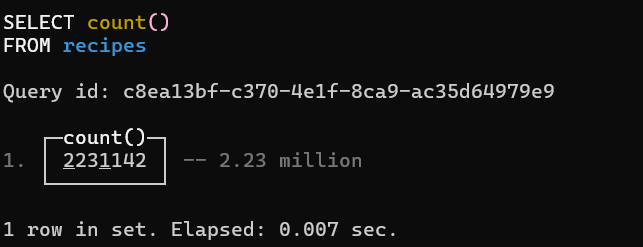 SELECT count()
FROM recipes
Query id: c8ea13bf-c370-4e1f-8ca9-ac35d64979e9
count()
1. 2231142 -- 2.23 million
1 row in set. Elapsed: 0.007 sec.